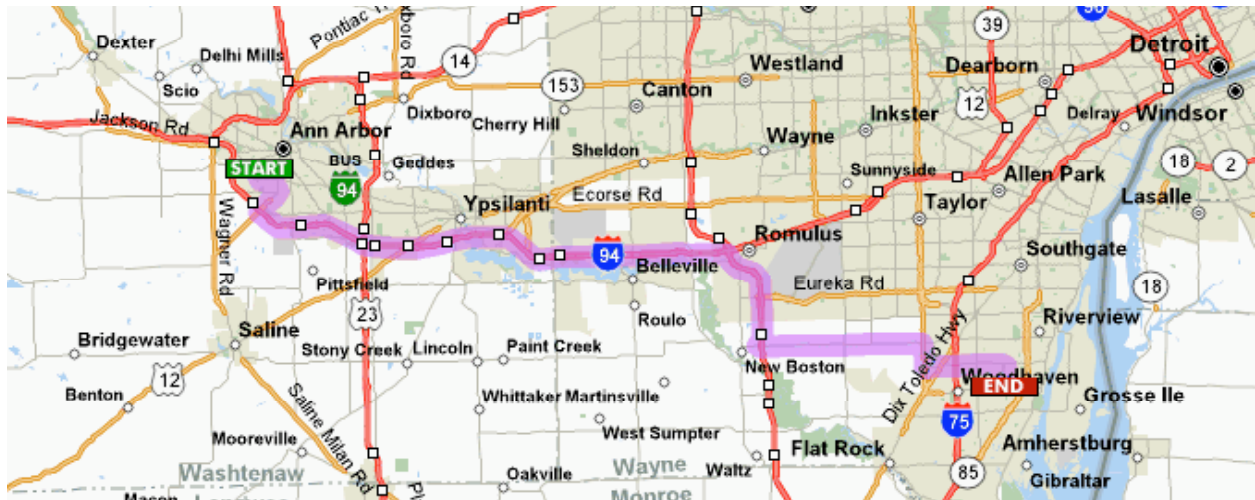 Dexter
Delhi Mills
Pontiac
14
39
Detroit
Scio
153
Westland
Dearborn
Canton
12
Windsor
Jackson Rd
Dixboro
Cherry Hill
Inkster
Delray
Ann Arbor
Wayne
START
BUS
94
Geddes
Sheldon
Sunnyside
Allen Park
18
2
Ecorse Rd
Lasalle
Ypsilanti
Taylor
Wagner Rd
Romulus
Southgate
94
Belleville
Pittsfield
Eureka Rd
18
23
Roulo
Riverview
Saline
Bridgewater
Stony Creek
Lincoln
Paint Creek
New Boston
Dix Toledo Hwy
Woodhaven
END
12
Benton
Whittaker
Martinsville
Grosse Ile
Saline Milan Rd
West Sumpter
75
Mooreville
Flat Rock
Amherstburg
Washtenaw
Oakville
Wayne
Waltz
85
Gibraltar
Monroe